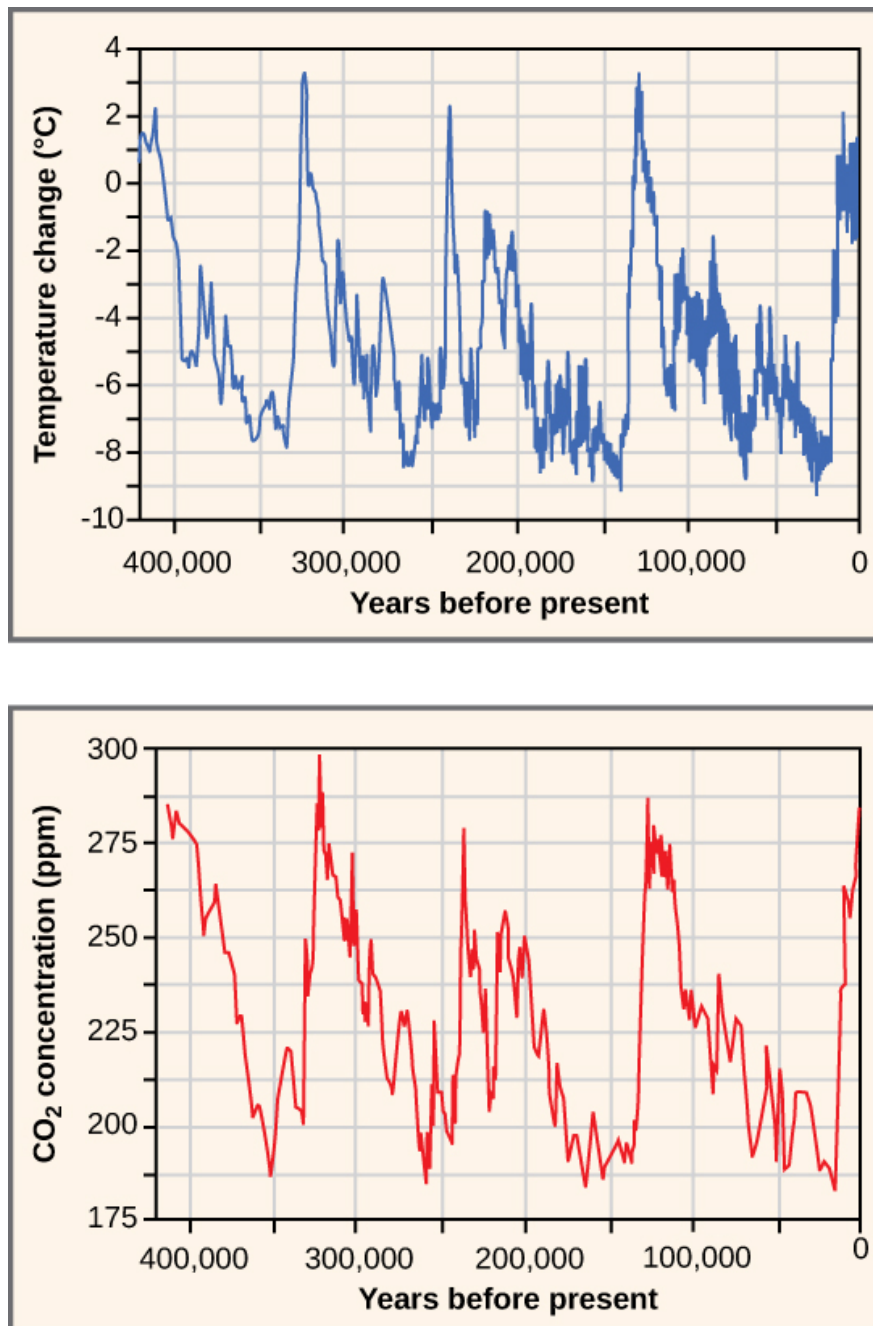 Temperature change (°C)
4
2
0
-2
-4
-6
-8
-10
400,000 300,000 200,000 100,000 0
Years before present
CO₂ concentration (ppm)
300
275
250
225
200
175
400,000 300,000 200,000 100,000 0
Years before present